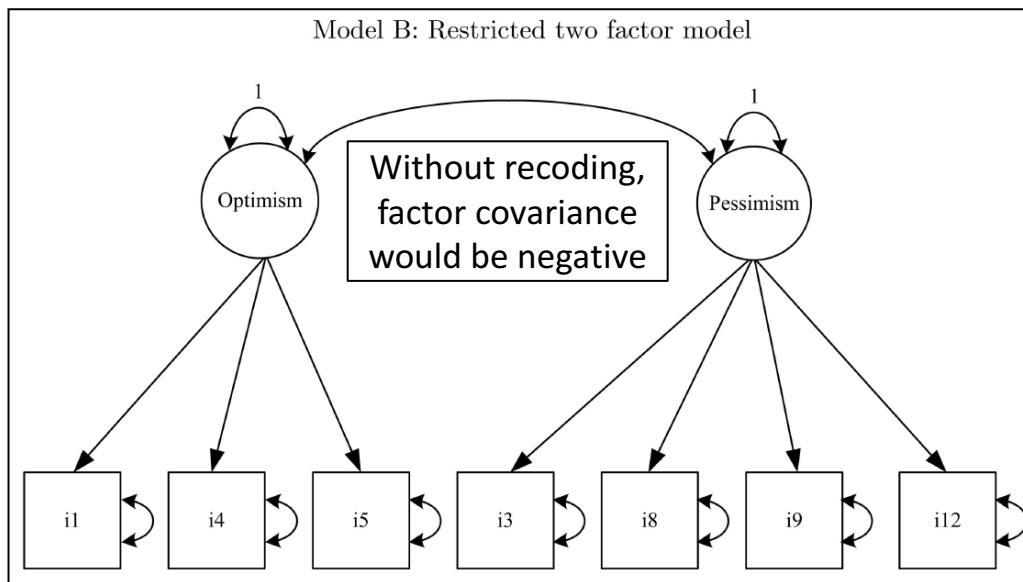 Model B: Restricted two factor model
1
1
Without recoding,
factor covariance
would be negative
Optimism
Pessimism
i1
i4
i5
i3
i8
i9
i12